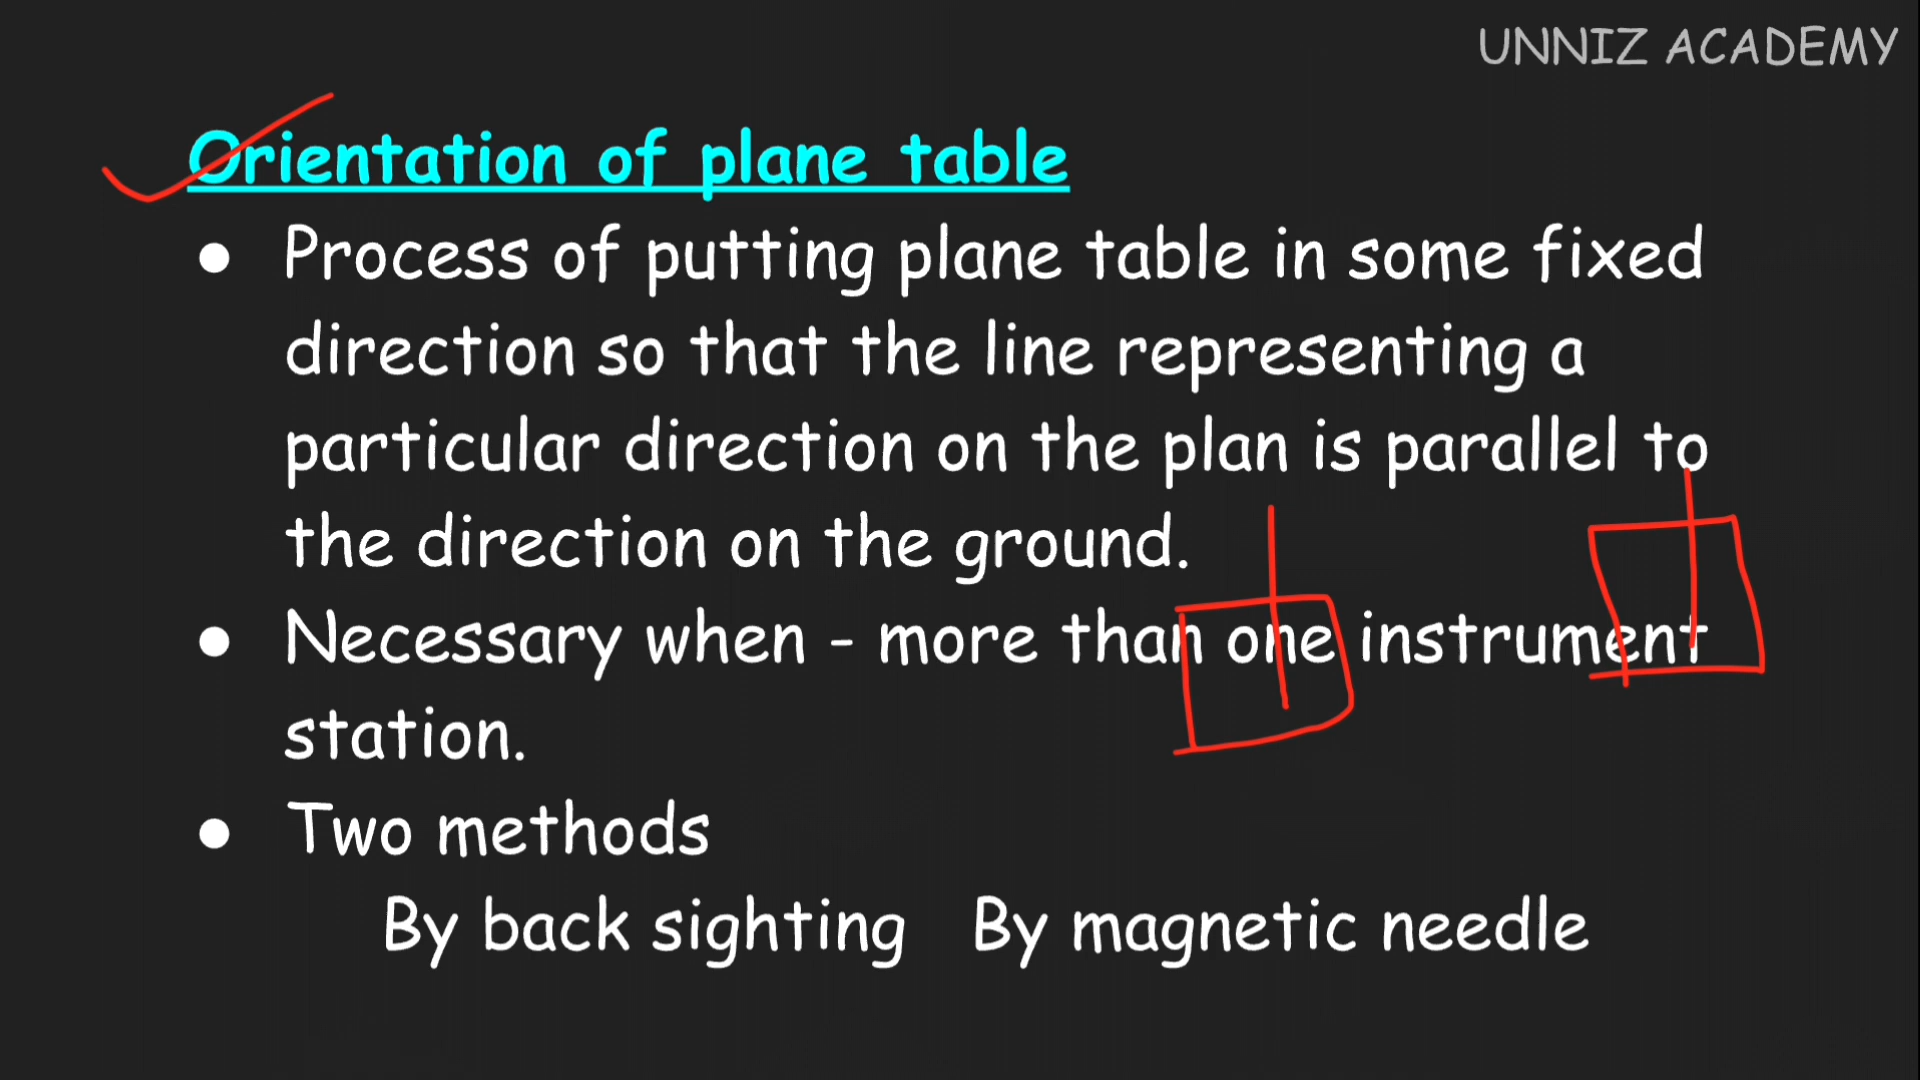 UNNIZ ACADEMY
Orientation of plane table
● Process of putting plane table in some fixed
direction so that the line representing a
particular direction on the plan is parallel to
the direction on the ground.
● Necessary when - more than one instrument
station.
● Two methods
By back sighting By magnetic needle